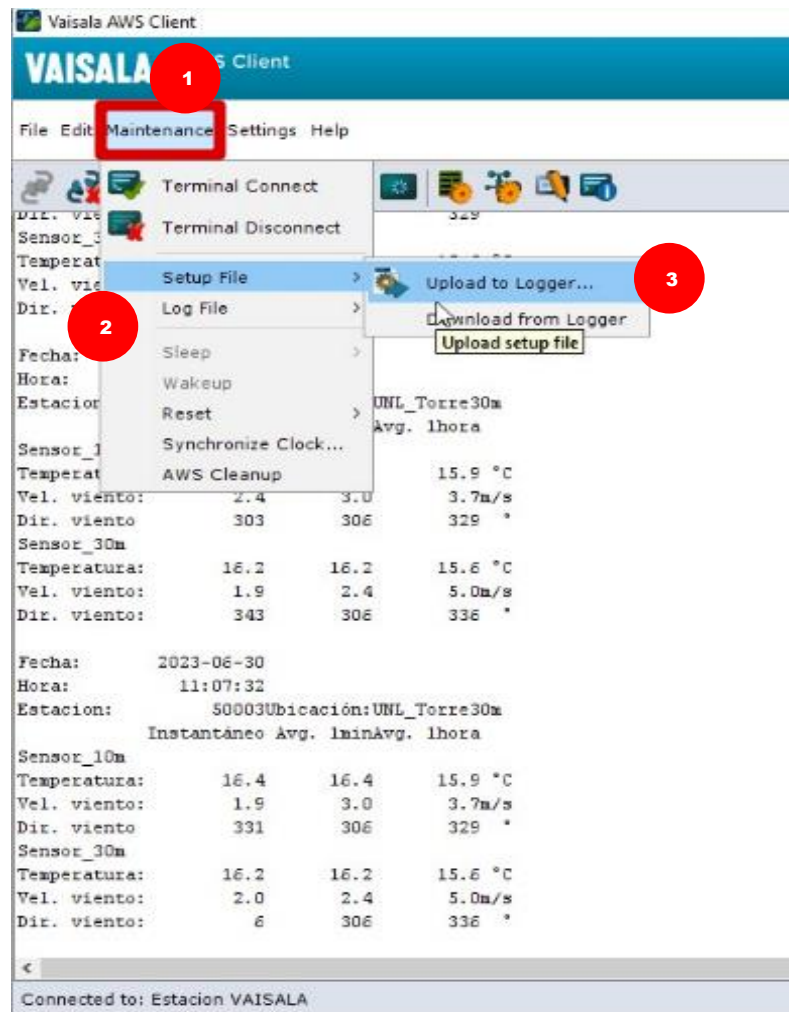 Vaisala AWS Client
VAISALA S Client
1
File Edit Maintenance Settings Help
Terminal Connect
Terminal Disconnect
Setup File >
Log File >
Sleep >
Wakeup
Reset >
Synchronize Clock...
AWS Cleanup
Upload to Logger...
Download from Logger
Upload setup file
2
3
Dir. vie 329
Sensor_3
Temperat
Vel. vie
Dir.
Fecha:
Hora:
Estacion UNL_Torre30m
Avg. 1hora
Sensor_1
Temperat 15.9 °C
Vel. viento: 2.4 3.0 3.7m/s
Dir. viento 303 306 329 °
Sensor_30m
Temperatura: 16.2 16.2 15.6 °C
Vel. viento: 1.9 2.4 5.0m/s
Dir. viento: 343 306 336 °
Fecha: 2023-06-30
Hora: 11:07:32
Estacion: 50003Ubicación:UNL_Torre30m
Instantáneo Avg. 1minAvg. 1hora
Sensor_10m
Temperatura: 16.4 16.4 15.9 °C
Vel. viento: 1.9 3.0 3.7m/s
Dir. viento 331 306 329 °
Sensor_30m
Temperatura: 16.2 16.2 15.6 °C
Vel. viento: 2.0 2.4 5.0m/s
Dir. viento: 6 306 336 °
<
Connected to: Estacion VAISALA